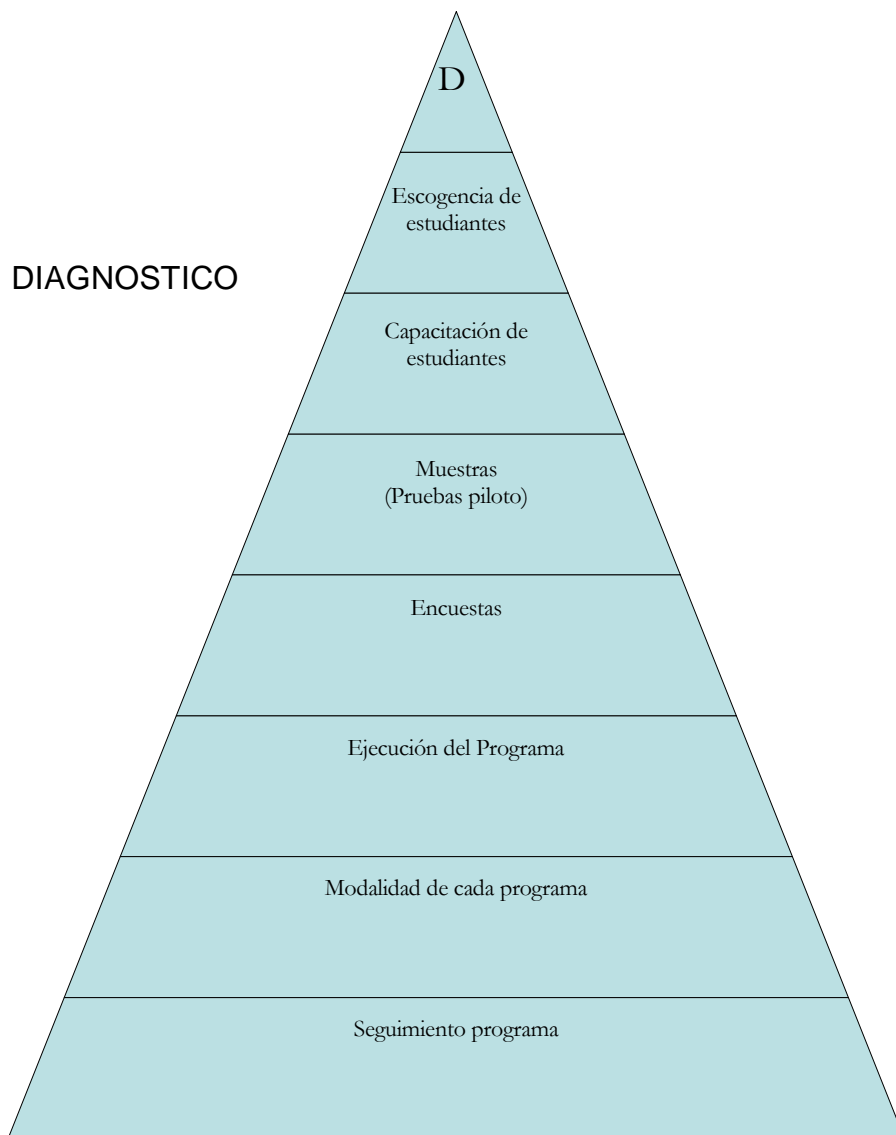 D
Escogencia de
estudiantes
DIAGNOSTICO
Capacitación de
estudiantes
Muestras
(Pruebas piloto)
Encuestas
Ejecución del Programa
Modalidad de cada programa
Seguimiento programa